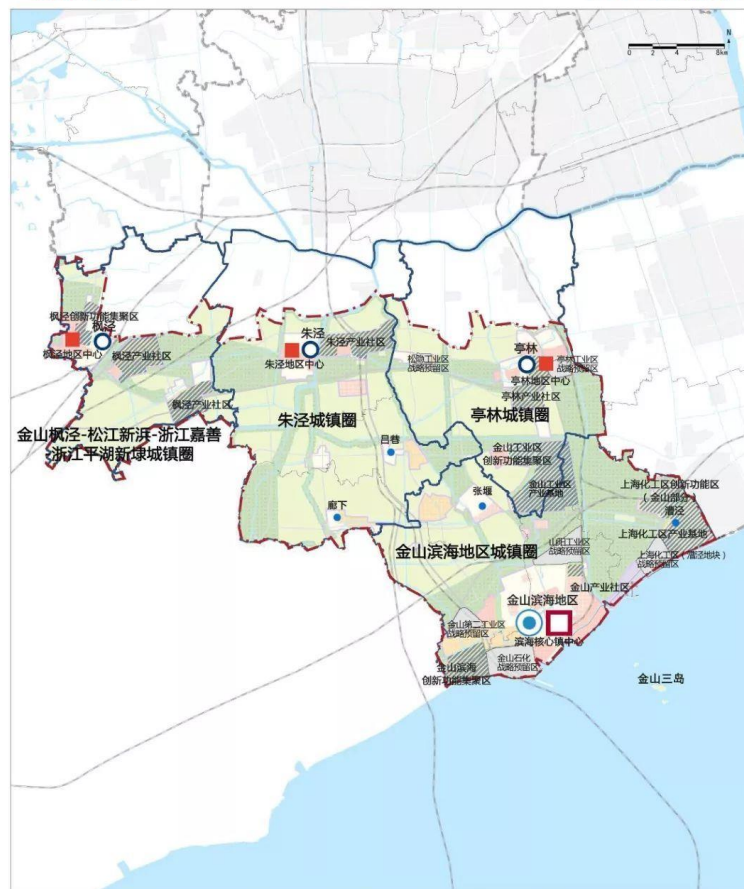 N
0 2 4 8km
枫泾创新功能集聚区
枫泾
枫泾地区中心
枫泾产业社区
枫泾产业社区
金山枫泾-松江新浜-浙江嘉善
浙江平湖新埭城镇圈
朱泾
朱泾产业社区
朱泾地区中心
朱泾城镇圈
吕巷
廊下
松隐工业区
战略预留区
亭林
亭林工业区
战略预留区
亭林地区中心
亭林产业社区
亭林城镇圈
金山工业区
创新功能集聚区
金山工业区
产业基地
张堰
上海化工区创新功能区
（金山部分）
漕泾
上海化工区产业基地
上海化工区（漕泾地块）
战略预留区
山阳工业区
战略预留区
金山滨海地区城镇圈
金山产业社区
金山滨海地区
滨海核心镇中心
金山第二工业区
战略预留区
金山石化
战略预留区
金山滨海
创新功能集聚区
金山三岛